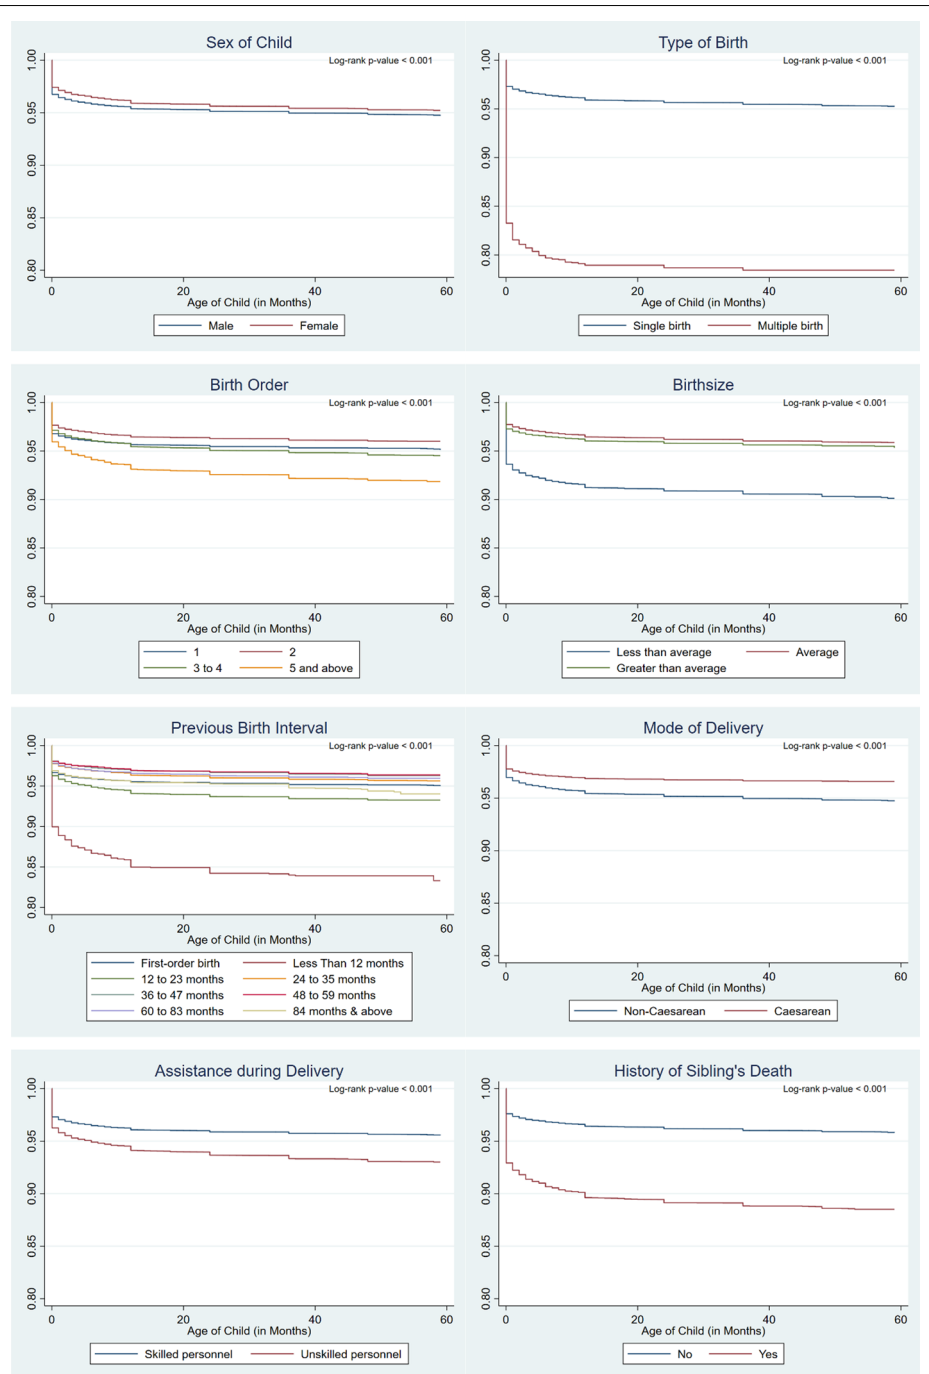 Sex of Child
Log-rank p-value < 0.001
1.00
0.95
0.90
0.85
0.80
0 20 40 60
Age of Child (in Months)
Male Female
Type of Birth
Log-rank p-value < 0.001
1.00
0.95
0.90
0.85
0.80
0 20 40 60
Age of Child (in Months)
Single birth Multiple birth
Birth Order
Log-rank p-value < 0.001
1.00
0.95
0.90
0.85
0.80
0 20 40 60
Age of Child (in Months)
1 2
3 to 4 5 and above
Birthsize
Log-rank p-value < 0.001
1.00
0.95
0.90
0.85
0.80
0 20 40 60
Age of Child (in Months)
Less than average Average
Greater than average
Previous Birth Interval
Log-rank p-value < 0.001
1.00
0.95
0.90
0.85
0.80
0 20 40 60
Age of Child (in Months)
First-order birth Less Than 12 months
12 to 23 months 24 to 35 months
36 to 47 months 48 to 59 months
60 to 83 months 84 months & above
Mode of Delivery
Log-rank p-value < 0.001
1.00
0.95
0.90
0.85
0.80
0 20 40 60
Age of Child (in Months)
Non-Caesarean Caesarean
Assistance during Delivery
Log-rank p-value < 0.001
1.00
0.95
0.90
0.85
0.80
0 20 40 60
Age of Child (in Months)
Skilled personnel Unskilled personnel
History of Sibling's Death
Log-rank p-value < 0.001
1.00
0.95
0.90
0.85
0.80
0 20 40 60
Age of Child (in Months)
No Yes